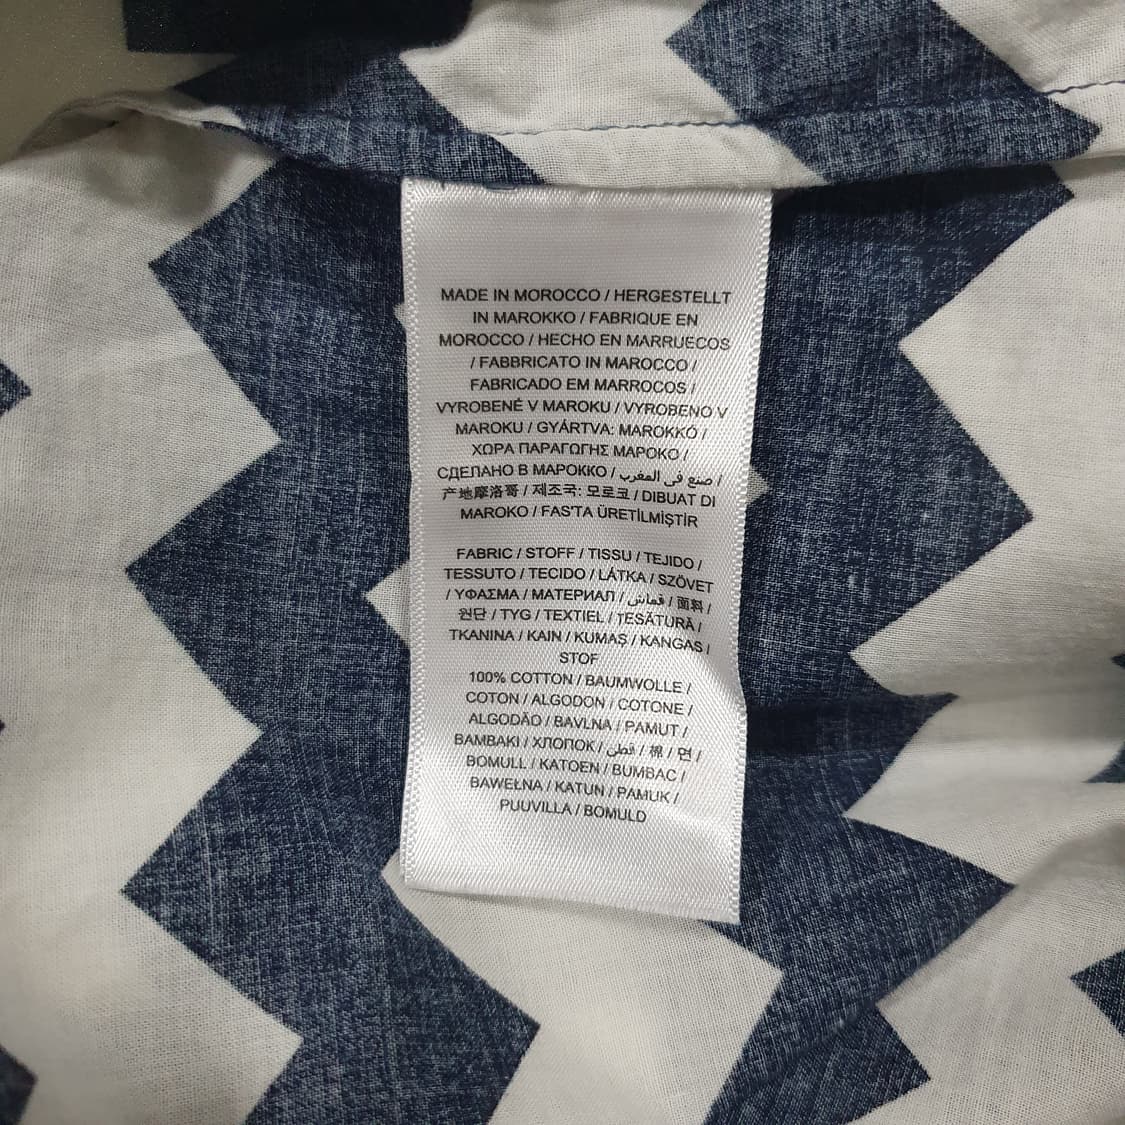 MADE IN MOROCCO / HERGESTELLT
IN MAROKKO / FABRIQUE EN
MOROCCO / HECHO EN MARRUECOS
/ FABBRICATO IN MAROCCO /
FABRICADO EM MARROCOS /
VYROBENÉ V MAROKU / VYROBENO V
MAROKU / GYÁRTVA: MAROKKÓ /
ΧΩΡΑ ΠΑΡΑΓΩΓΗΣ ΜΑΡΟΚΟ /
СДЕЛАНО В МАРОККО / صنع في المغرب /
产地摩洛哥 / 제조국: 모로코 / DIBUAT DI
MAROKO / FAS'TA ÜRETİLMİŞTİR
FABRIC / STOFF / TISSU / TEJIDO /
TESSUTO / TECIDO / LÁTKA / SZÖVET
/ ΥΦΑΣΜΑ / МАТЕРИАЛ / قماش / 面料 /
원단 / TYG / TEXTIEL / ŢESĂTURĂ /
TKANINA / KAIN / KUMAŞ / KANGAS /
STOF
100% COTTON / BAUMWOLLE /
COTON / ALGODON / COTONE /
ALGODÃO / BAVLNA / PAMUT /
ΒΑΜΒΑΚΙ / ХЛОПОК / قطن / 棉 / 면 /
BOMULL / KATOEN / BUMBAC /
BAWEŁNA / KATUN / PAMUK /
PUUVILLA / BOMULD